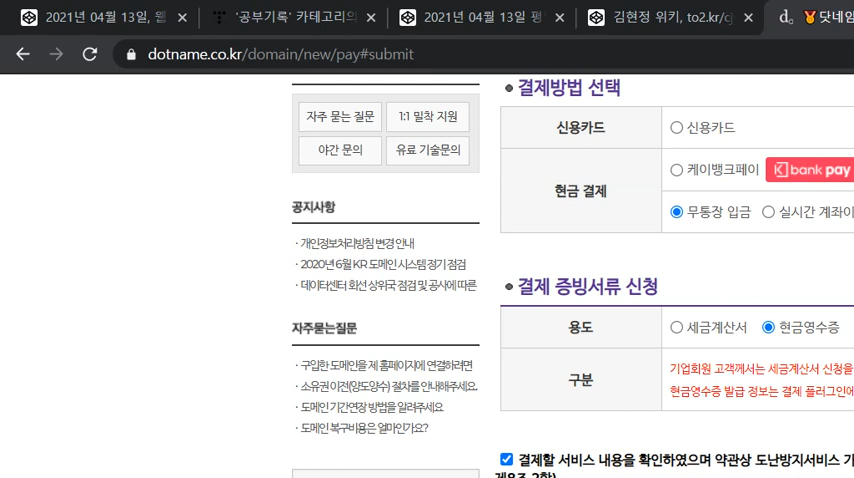 2021년 04월 13일, 웹
'공부기록' 카테고리의
2021년 04월 13일 평
김현정 위키, to2.kr/cj
d. 닷네임
dotname.co.kr/domain/new/pay#submit
자주 묻는 질문
1:1 밀착 지원
야간 문의
유료 기술문의
공지사항
· 개인정보처리방침 변경 안내
· 2020년 6월 KR 도메인 시스템 정기 점검
· 데이터센터 회선 상위국 점검 및 공사에 따른
자주묻는질문
· 구입한 도메인을 제 홈페이지에 연결하려면
· 소유권 이전(양도양수) 절차를 안내해주세요.
· 도메인 기간연장 방법을 알려주세요
· 도메인 복구비용은 얼마인가요?
결제방법 선택
신용카드
신용카드
현금 결제
케이뱅크페이
K bank pay
무통장 입금
실시간 계좌이
결제 증빙서류 신청
용도
세금계산서
현금영수증
구분
기업회원 고객께서는 세금계산서 신청을
현금영수증 발급 정보는 결제 플러그인에
결제할 서비스 내용을 확인하였으며 약관상 도난방지서비스 기